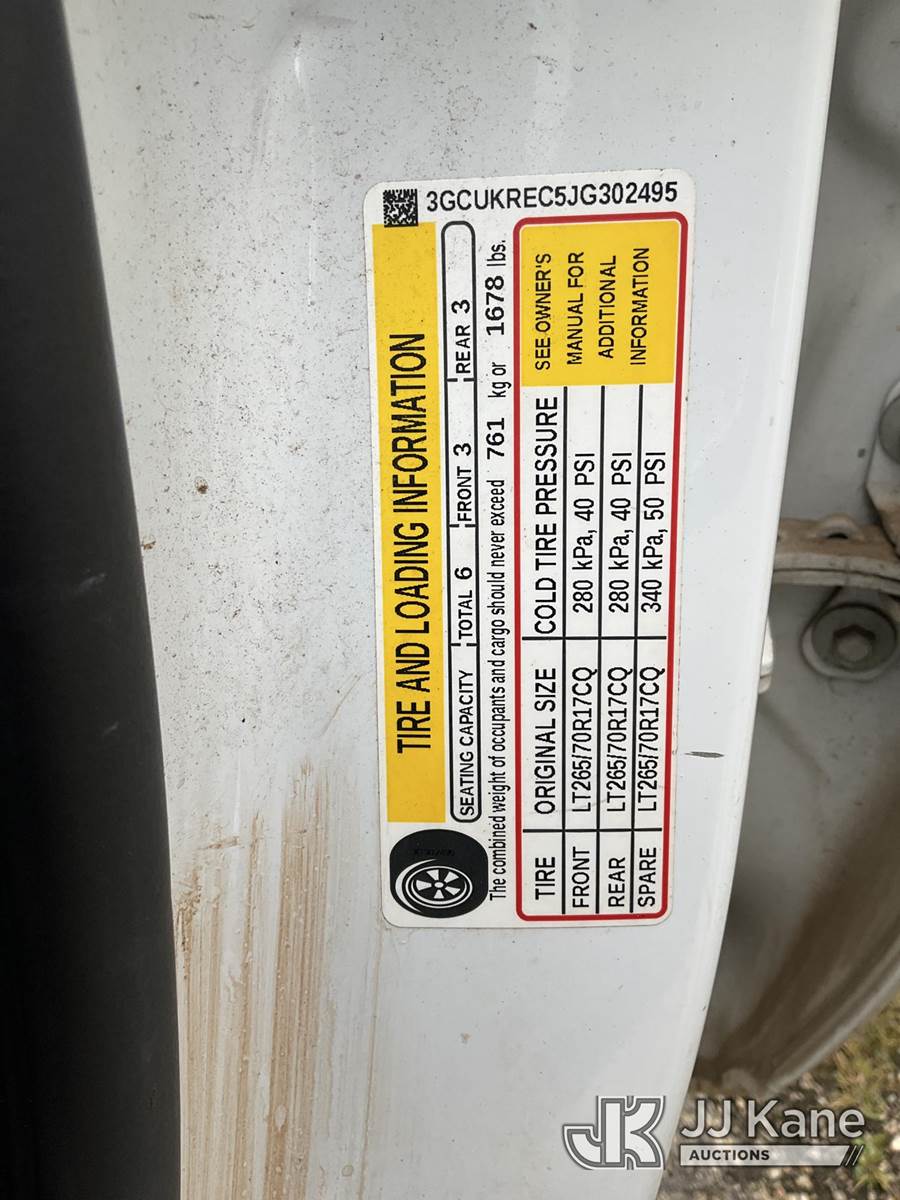 3GCUKREC5JG302495
TIRE AND LOADING INFORMATION
SEATING CAPACITY TOTAL 6 FRONT 3 REAR 3
The combined weight of occupants and cargo should never exceed 761 kg or 1678 lbs.
TIRE ORIGINAL SIZE COLD TIRE PRESSURE
FRONT LT265/70R17CQ 280 kPa, 40 PSI
REAR LT265/70R17CQ 280 kPa, 40 PSI
SPARE LT265/70R17CQ 340 kPa, 50 PSI
SEE OWNER'S
MANUAL FOR
ADDITIONAL
INFORMATION
JK JJ Kane
AUCTIONS